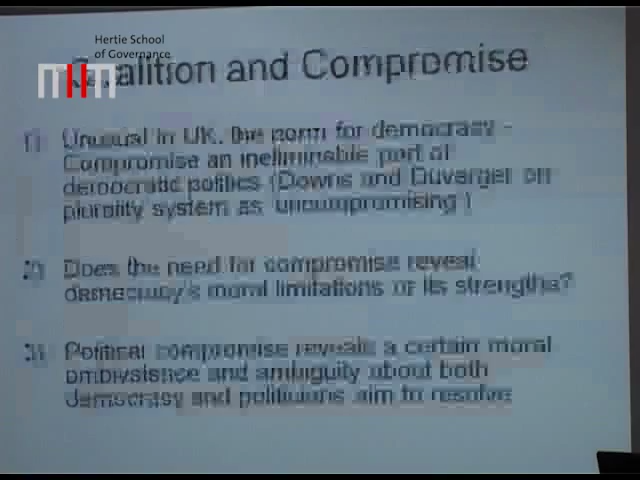 Hertie School
of Governance
Coalition and Compromise
1) Unusual in UK, the norm for democracy -
Compromise an ineliminable part of
democratic politics (Downs and Duverger on
plurality system as 'uncompromising')
2) Does the need for compromise reveal
democracy's moral limitations or its strengths?
3) Political compromise reveals a certain moral
ambivalence and ambiguity about both
democracy and politicians aim to resolve